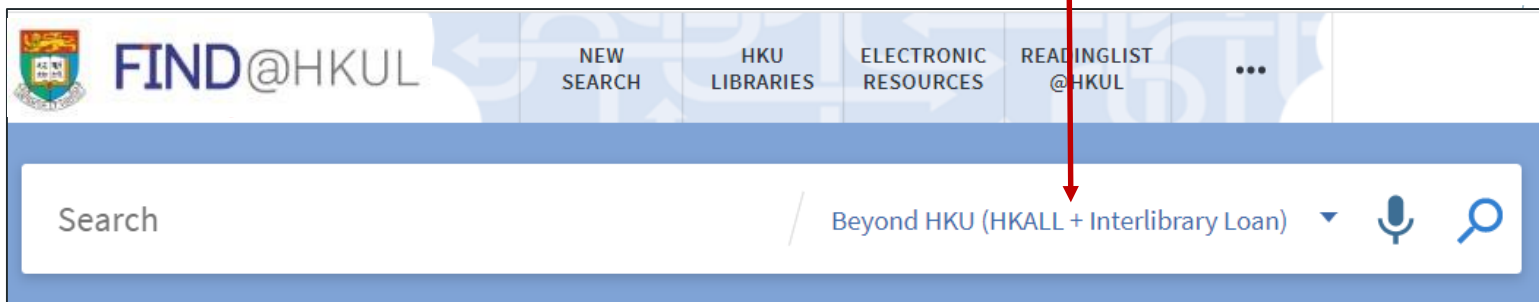 FIND@HKUL
NEW
SEARCH
HKU
LIBRARIES
ELECTRONIC
RESOURCES
READINGLIST
@HKUL
•••
Search
Beyond HKU (HKALL + Interlibrary Loan)